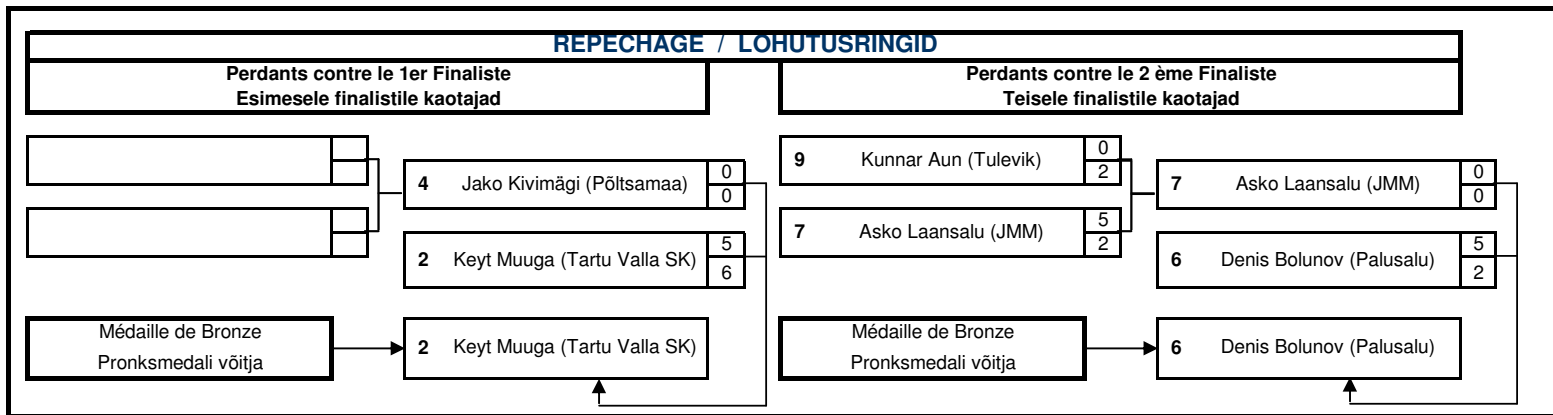 REPECHAGE / LOHUTUSRINGID
Perdants contre le 1er Finaliste
Esimesele finalistile kaotajad
Perdants contre le 2 ème Finaliste
Teisele finalistile kaotajad
4 Jako Kivimägi (Põltsamaa) 0
0
2 Keyt Muuga (Tartu Valla SK) 5
6
Médaille de Bronze
Pronksmedali võitja
2 Keyt Muuga (Tartu Valla SK)
9 Kunnar Aun (Tulevik) 0
2
7 Asko Laansalu (JMM) 5
2
7 Asko Laansalu (JMM) 0
0
6 Denis Bolunov (Palusalu) 5
2
Médaille de Bronze
Pronksmedali võitja
6 Denis Bolunov (Palusalu)